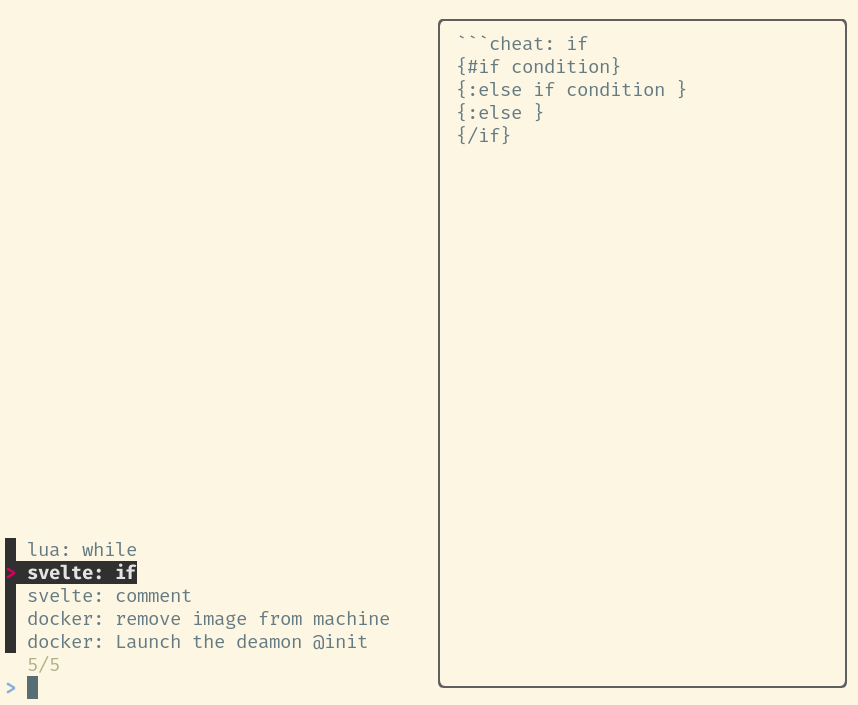 ```cheat: if
{#if condition}
{:else if condition }
{:else }
{/if}
lua: while
> svelte: if
svelte: comment
docker: remove image from machine
docker: Launch the deamon @init
5/5
>